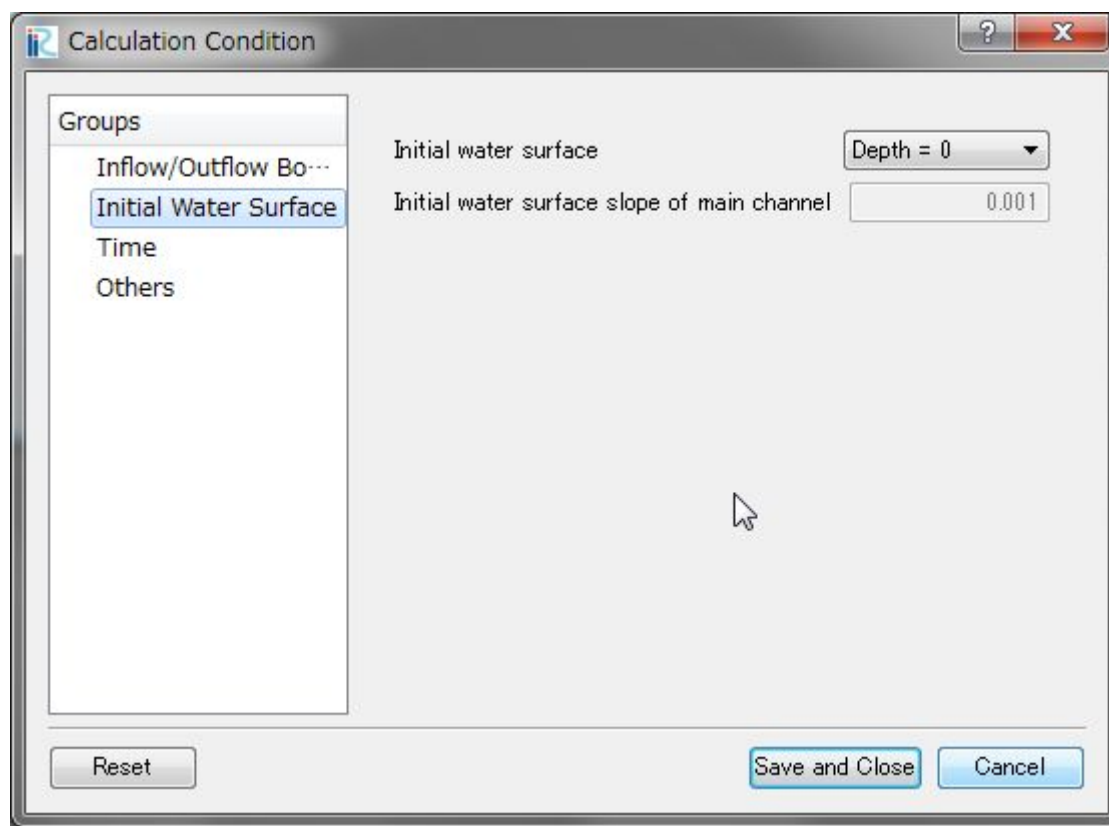 Calculation Condition
Groups
Inflow/Outflow Bo...
Initial Water Surface
Time
Others
Initial water surface
Depth = 0
Initial water surface slope of main channel
0.001
Reset
Save and Close
Cancel